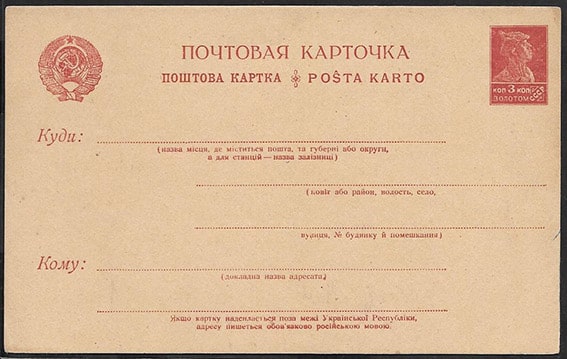 ПОЧТОВАЯ КАРТОЧКА
ПОШТОВА КАРТКА POŜTA KARTO
КОП 3 КОП
ЗОЛОТОМ
Куди:
(назва місця, де міститься пошта, та губерні або округи,
а для станцій — назва залізниці)
(повіт або район, волость, село,
вулиця, № будинку й помешкання)
Кому:
(докладна назва адресата)
Якщо картку надсилається поза межі Української Республіки,
адресу пишеться обов'язково російською мовою.